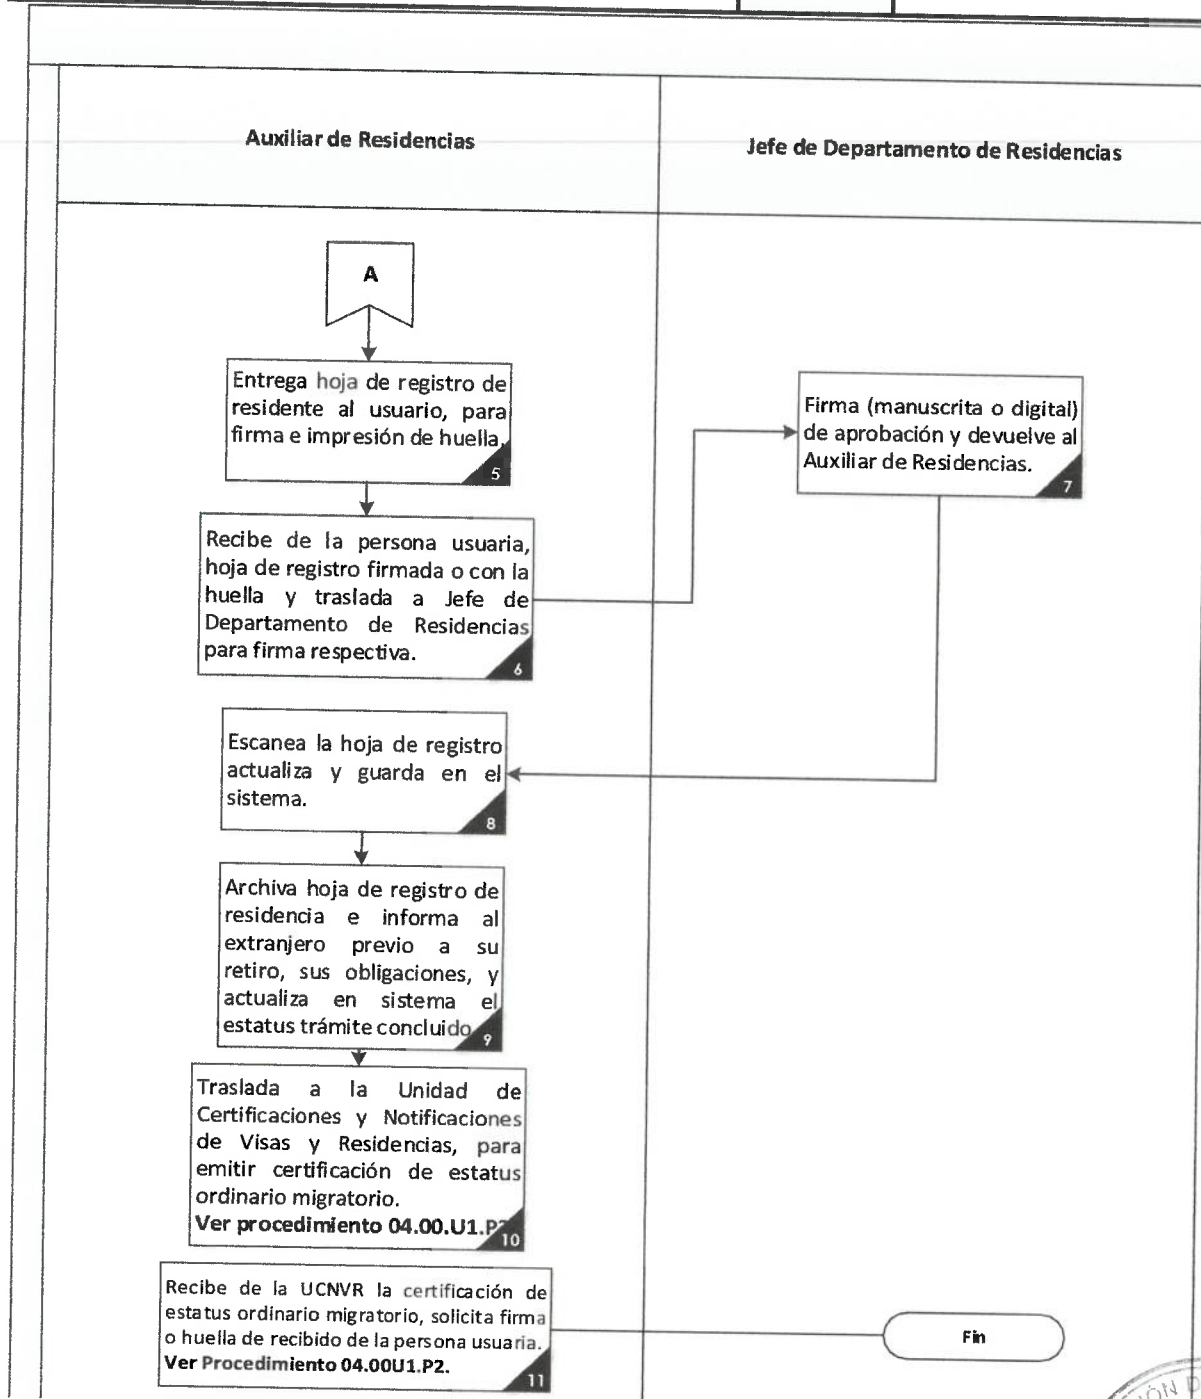 Auxiliar de Residencias
Jefe de Departamento de Residencias
A
Entrega hoja de registro de
residente al usuario, para
firma e impresión de huella.
5
Recibe de la persona usuaria,
hoja de registro firmada o con la
huella y traslada a Jefe de
Departamento de Residencias
para firma respectiva.
6
Firma (manuscrita o digital)
de aprobación y devuelve al
Auxiliar de Residencias.
7
Escanea la hoja de registro
actualiza y guarda en el
sistema.
8
Archiva hoja de registro de
residencia e informa al
extranjero previo a su
retiro, sus obligaciones, y
actualiza en sistema el
estatus trámite concluido
9
Traslada a la Unidad de
Certificaciones y Notificaciones
de Visas y Residencias, para
emitir certificación de estatus
ordinario migratorio.
Ver procedimiento
10
Recibe de la UCNVR la certificación de
estatus ordinario migratorio, solicita firma
o huella de recibido de la persona usuaria.
Ver Procedimiento 04.00U1.P2.
11
Fin